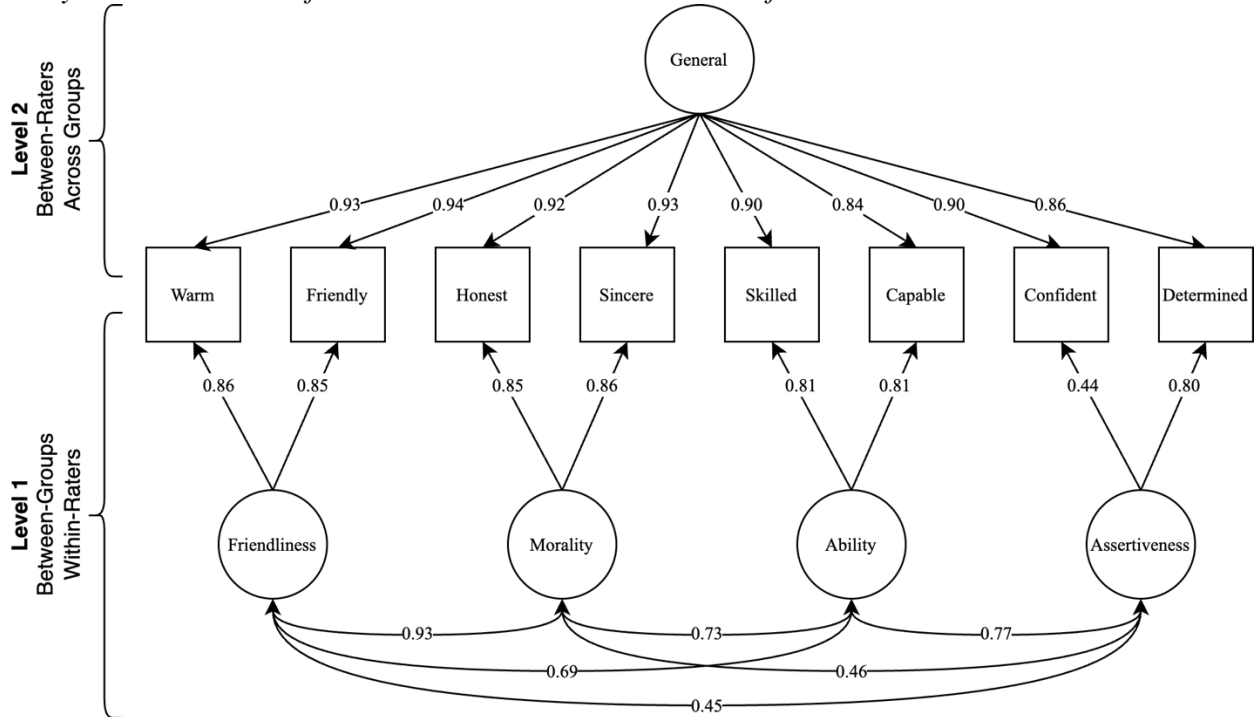 General
Level 2
Between-Raters
Across Groups
0.93
0.94
0.92
0.93
0.90
0.84
0.90
0.86
Warm
Friendly
Honest
Sincere
Skilled
Capable
Confident
Determined
0.86
0.85
0.85
0.86
0.81
0.81
0.44
0.80
Level 1
Between-Groups
Within-Raters
Friendliness
Morality
Ability
Assertiveness
0.93
0.73
0.77
0.69
0.46
0.45